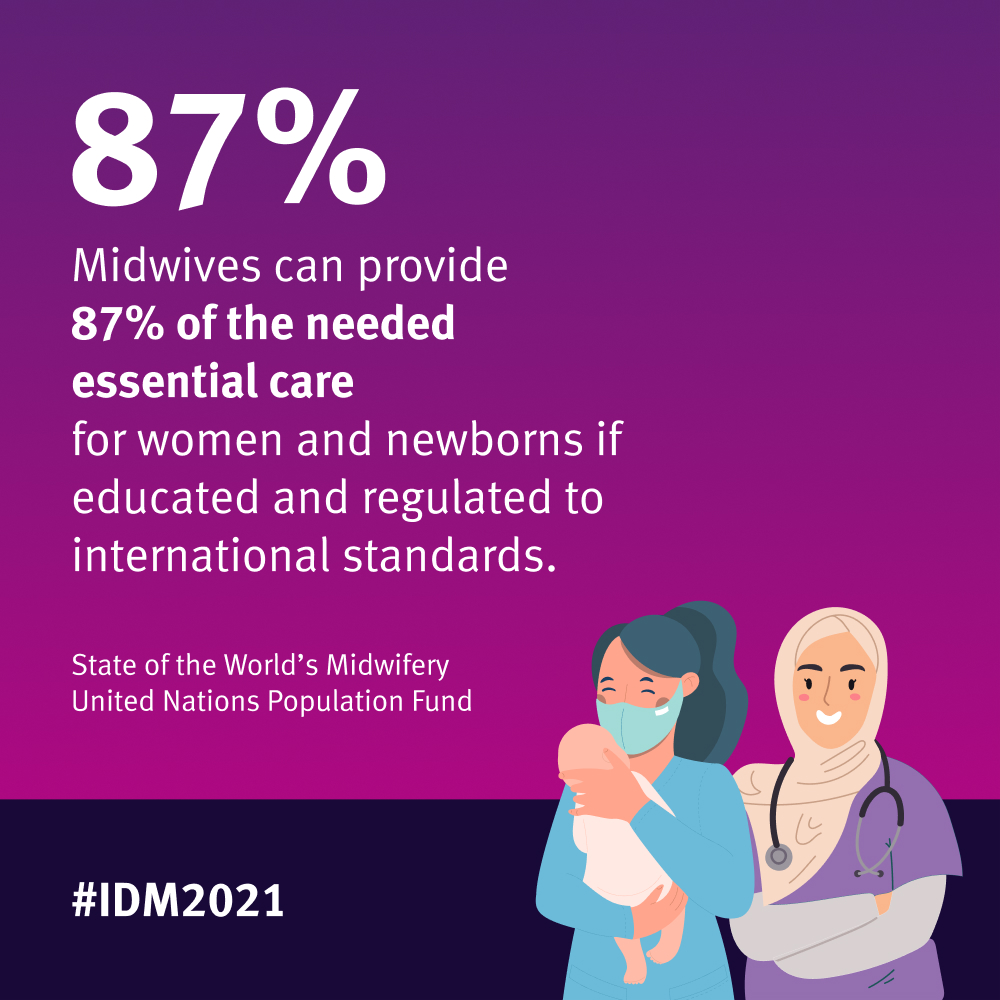 87%
Midwives can provide
87% of the needed
essential care
for women and newborns if
educated and regulated to
international standards.
State of the World’s Midwifery
United Nations Population Fund
#IDM2021